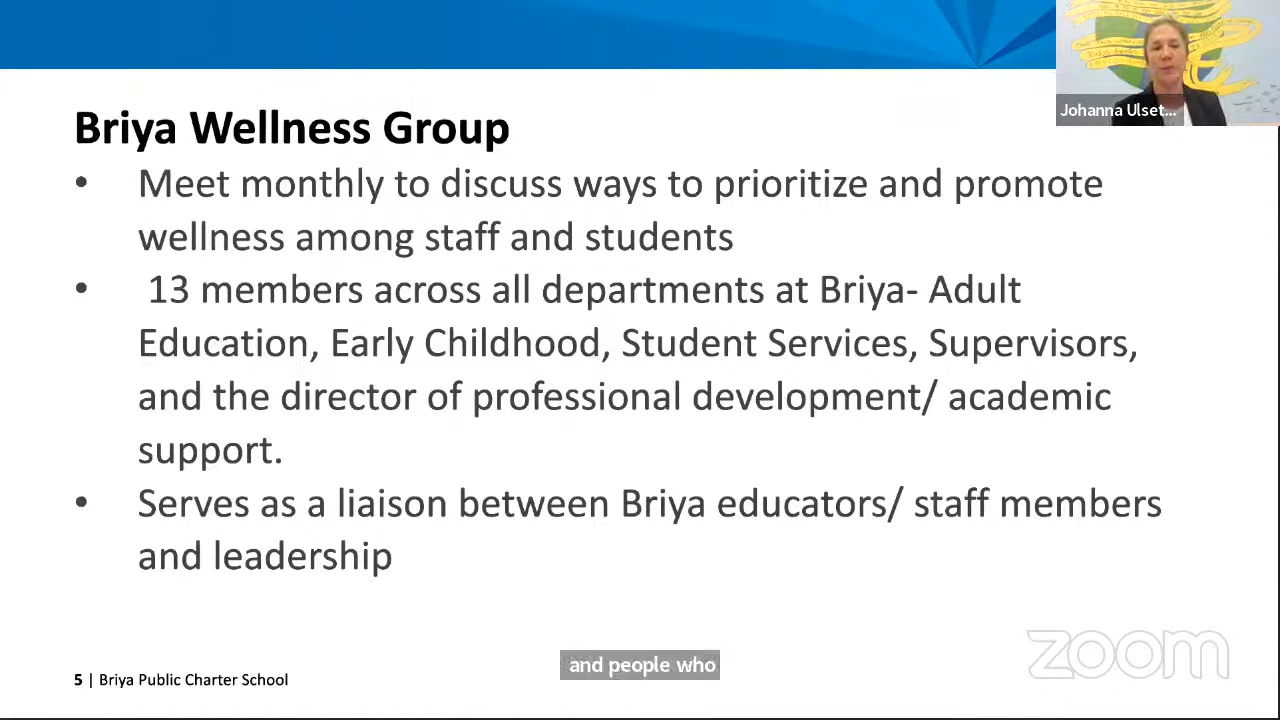 Johanna Ulset...
Briya Wellness Group
• Meet monthly to discuss ways to prioritize and promote
wellness among staff and students
• 13 members across all departments at Briya- Adult
Education, Early Childhood, Student Services, Supervisors,
and the director of professional development/ academic
support.
• Serves as a liaison between Briya educators/ staff members
and leadership
and people who
zoom
5 | Briya Public Charter School